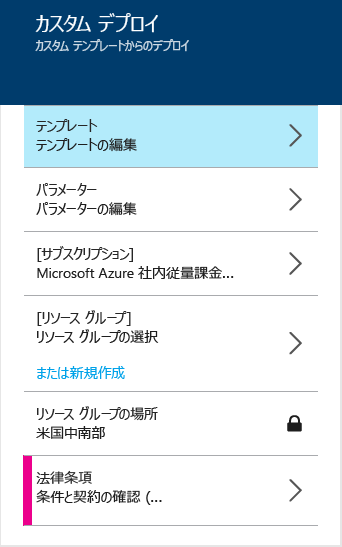 カスタム デプロイ
カスタム テンプレートからのデプロイ
テンプレート
テンプレートの編集
パラメーター
パラメーターの編集
[サブスクリプション]
Microsoft Azure 社内従量課金...
[リソース グループ]
リソース グループの選択
または新規作成
リソース グループの場所
米国中南部
法律条項
条件と契約の確認 (...